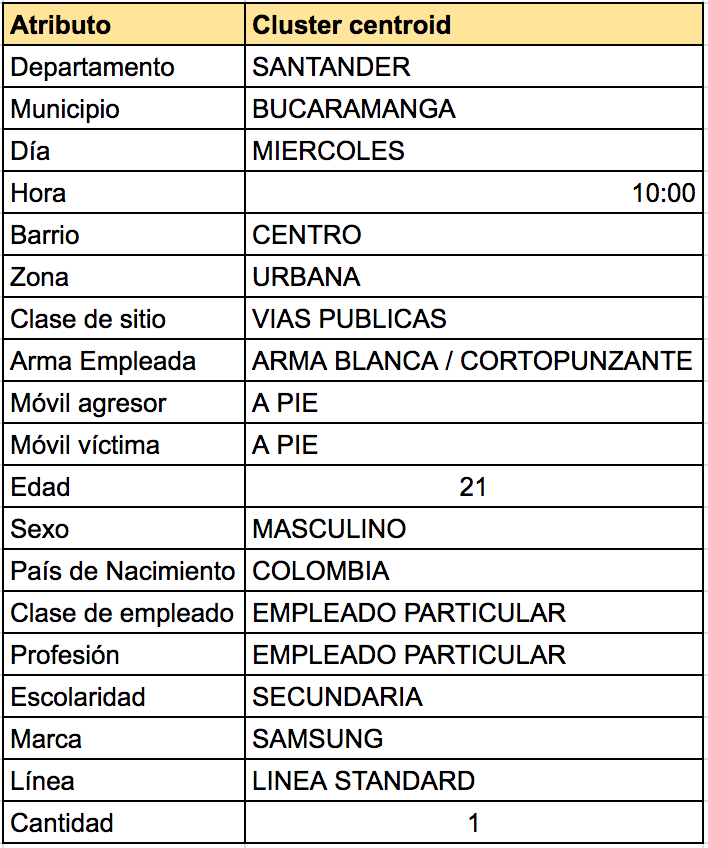 Atributo Cluster centroid
Departamento SANTANDER
Municipio BUCARAMANGA
Día MIERCOLES
Hora 10:00
Barrio CENTRO
Zona URBANA
Clase de sitio VIAS PUBLICAS
Arma Empleada ARMA BLANCA / CORTOPUNZANTE
Móvil agresor A PIE
Móvil víctima A PIE
Edad 21
Sexo MASCULINO
País de Nacimiento COLOMBIA
Clase de empleado EMPLEADO PARTICULAR
Profesión EMPLEADO PARTICULAR
Escolaridad SECUNDARIA
Marca SAMSUNG
Línea LINEA STANDARD
Cantidad 1